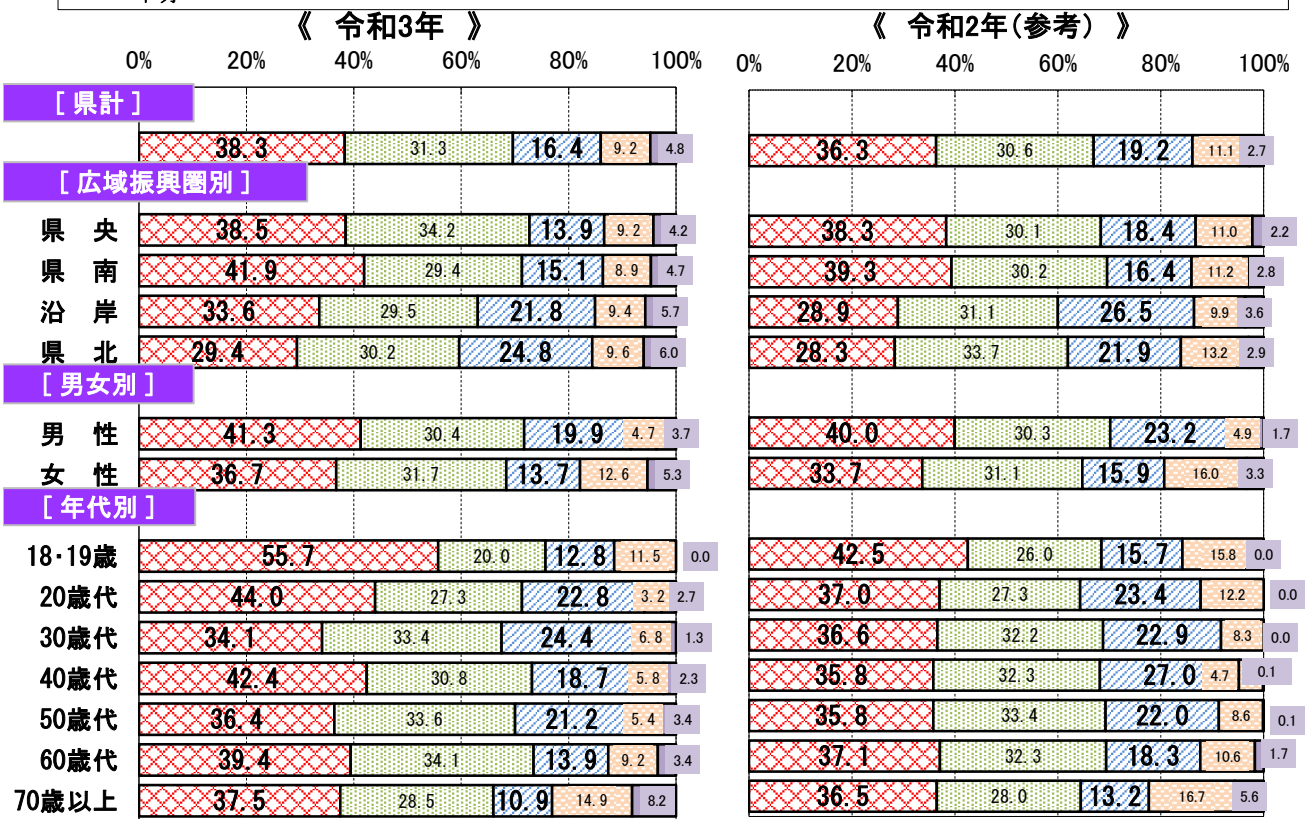 《 令和3年 》 《 令和2年(参考) 》
0% 20% 40% 60% 80% 100% 0% 20% 40% 60% 80% 100%
[ 県計 ]
38.3 31.3 16.4 9.2 4.8 36.3 30.6 19.2 11.1 2.7
[ 広域振興圏別 ]
県 央 38.5 34.2 13.9 9.2 4.2 38.3 30.1 18.4 11.0 2.2
県 南 41.9 29.4 15.1 8.9 4.7 39.3 30.2 16.4 11.2 2.8
沿 岸 33.6 29.5 21.8 9.4 5.7 28.9 31.1 26.5 9.9 3.6
県 北 29.4 30.2 24.8 9.6 6.0 28.3 33.7 21.9 13.2 2.9
[ 男女別 ]
男 性 41.3 30.4 19.9 4.7 3.7 40.0 30.3 23.2 4.9 1.7
女 性 36.7 31.7 13.7 12.6 5.3 33.7 31.1 15.9 16.0 3.3
[ 年代別 ]
18・19歳 55.7 20.0 12.8 11.5 0.0 42.5 26.0 15.7 15.8 0.0
20歳代 44.0 27.3 22.8 3.2 2.7 37.0 27.3 23.4 12.2 0.0
30歳代 34.1 33.4 24.4 6.8 1.3 36.6 32.2 22.9 8.3 0.0
40歳代 42.4 30.8 18.7 5.8 2.3 35.8 32.3 27.0 4.7 0.1
50歳代 36.4 33.6 21.2 5.4 3.4 35.8 33.4 22.0 8.6 0.1
60歳代 39.4 34.1 13.9 9.2 3.4 37.1 32.3 18.3 10.6 1.7
70歳以上 37.5 28.5 10.9 14.9 8.2 36.5 28.0 13.2 16.7 5.6